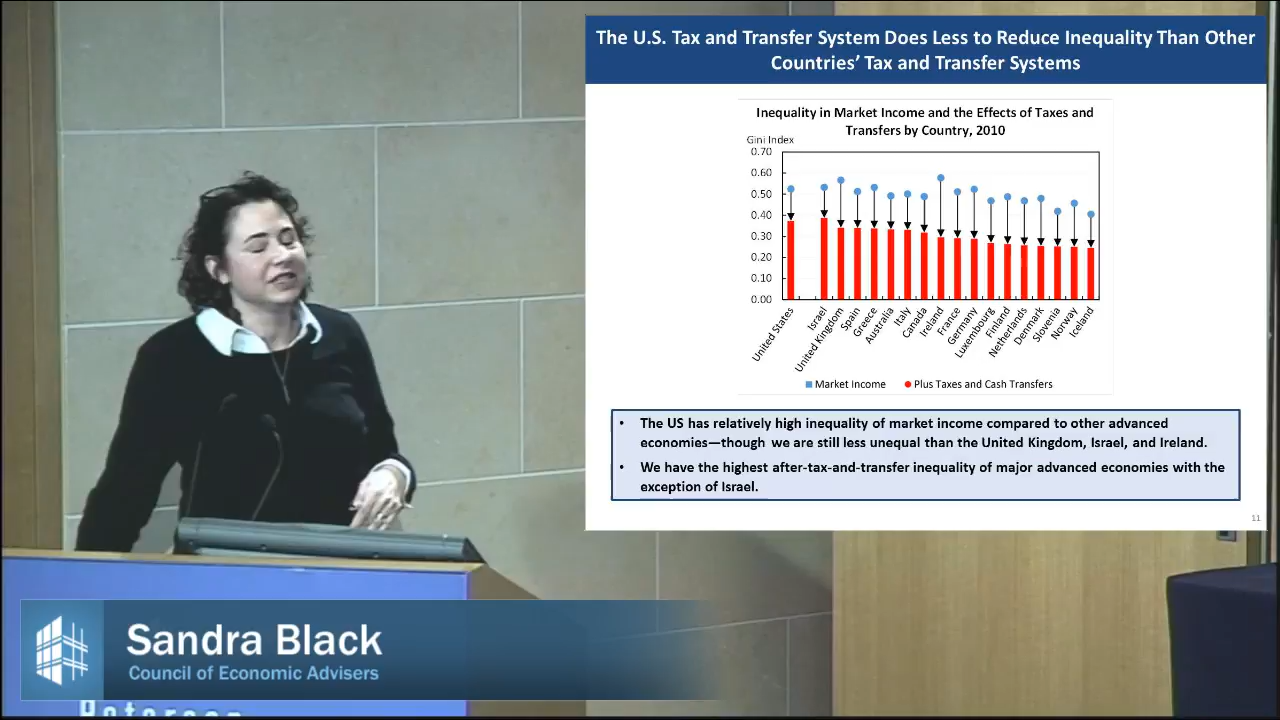 The U.S. Tax and Transfer System Does Less to Reduce Inequality Than Other
Countries' Tax and Transfer Systems
Inequality in Market Income and the Effects of Taxes and
Transfers by Country, 2010
Gini Index
0.70
0.60
0.50
0.40
0.30
0.20
0.10
0.00
United States
Israel
United Kingdom
Spain
Greece
Australia
Italy
Canada
Ireland
France
Germany
Luxembourg
Finland
Netherlands
Denmark
Slovenia
Norway
Iceland
Market Income
Plus Taxes and Cash Transfers
• The US has relatively high inequality of market income compared to other advanced
economies—though we are still less unequal than the United Kingdom, Israel, and Ireland.
• We have the highest after-tax-and-transfer inequality of major advanced economies with the
exception of Israel.
11
Sandra Black
Council of Economic Advisers
Peterson